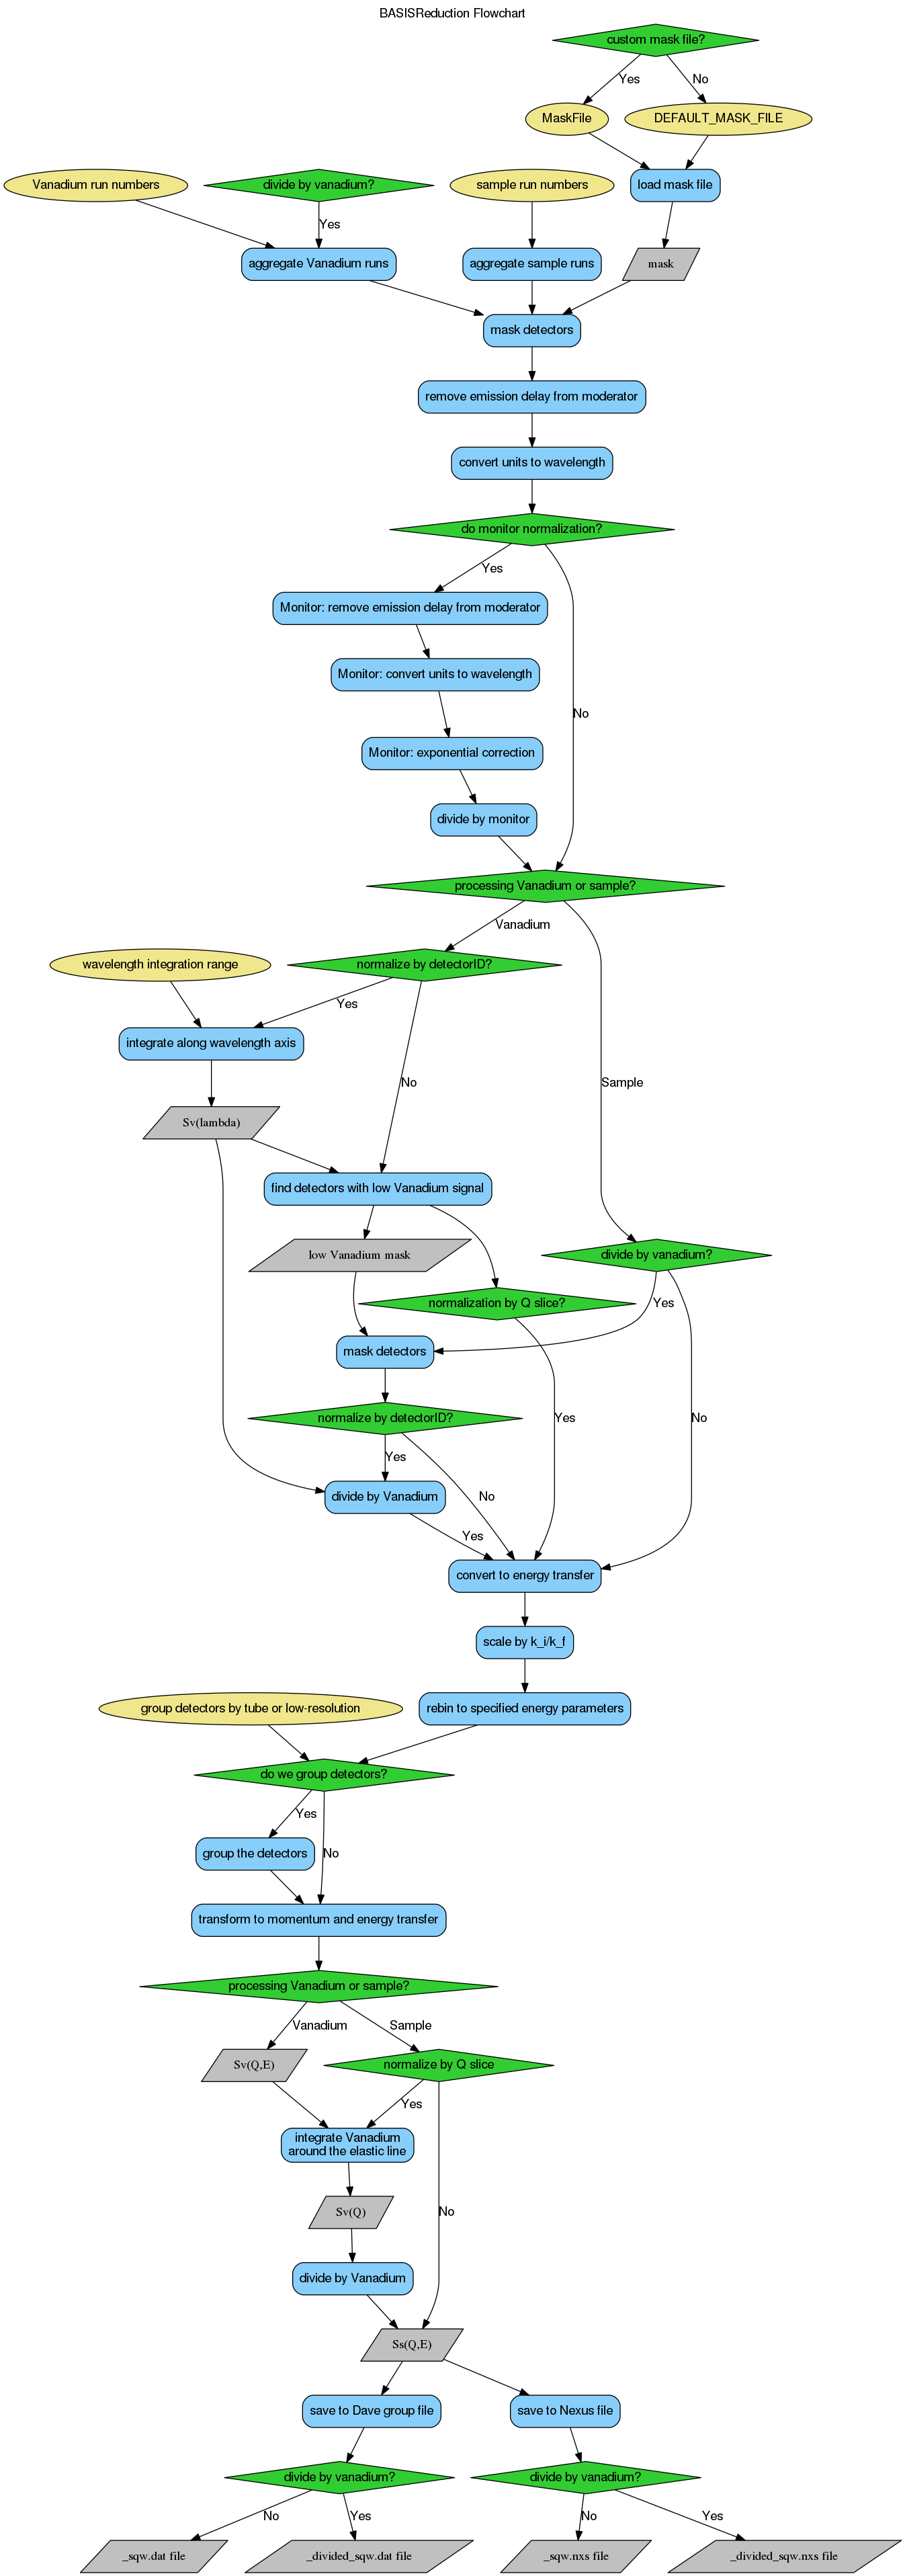 BASISReduction Flowchart
custom mask file?
Yes
No
MaskFile
DEFAULT_MASK_FILE
Vanadium run numbers
divide by vanadium?
sample run numbers
load mask file
Yes
aggregate Vanadium runs
aggregate sample runs
mask
mask detectors
remove emission delay from moderator
convert units to wavelength
do monitor normalization?
Yes
Monitor: remove emission delay from moderator
Monitor: convert units to wavelength
No
Monitor: exponential correction
divide by monitor
processing Vanadium or sample?
Vanadium
wavelength integration range
normalize by detectorID?
Yes
integrate along wavelength axis
No
Sample
Sv(lambda)
find detectors with low Vanadium signal
low Vanadium mask
divide by vanadium?
normalization by Q slice?
Yes
mask detectors
normalize by detectorID?
Yes
No
Yes
divide by Vanadium
No
Yes
convert to energy transfer
scale by k_i/k_f
group detectors by tube or low-resolution
rebin to specified energy parameters
do we group detectors?
Yes
group the detectors
No
transform to momentum and energy transfer
processing Vanadium or sample?
Vanadium
Sample
Sv(Q,E)
normalize by Q slice
Yes
integrate Vanadium
around the elastic line
Sv(Q)
No
divide by Vanadium
Ss(Q,E)
save to Dave group file
save to Nexus file
divide by vanadium?
divide by vanadium?
No
Yes
No
Yes
_sqw.dat file
_divided_sqw.dat file
_sqw.nxs file
_divided_sqw.nxs file